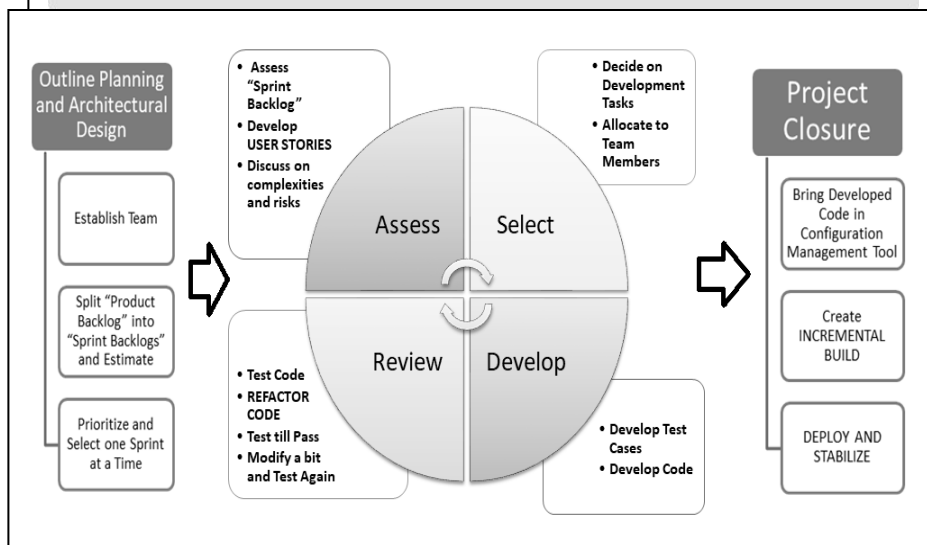 Outline Planning
and Architectural
Design
Establish Team
Split “Product
Backlog” into
“Sprint Backlogs”
and Estimate
Prioritize and
Select one Sprint
at a Time
• Assess
“Sprint
Backlog”
• Develop
USER STORIES
• Discuss on
complexities
and risks
• Decide on
Development
Tasks
• Allocate to
Team
Members
Assess
Select
Review
Develop
• Test Code
• REFACTOR
CODE
• Test till Pass
• Modify a bit
and Test Again
• Develop Test
Cases
• Develop Code
Project
Closure
Bring Developed
Code in
Configuration
Management Tool
Create
INCREMENTAL
BUILD
DEPLOY AND
STABILIZE